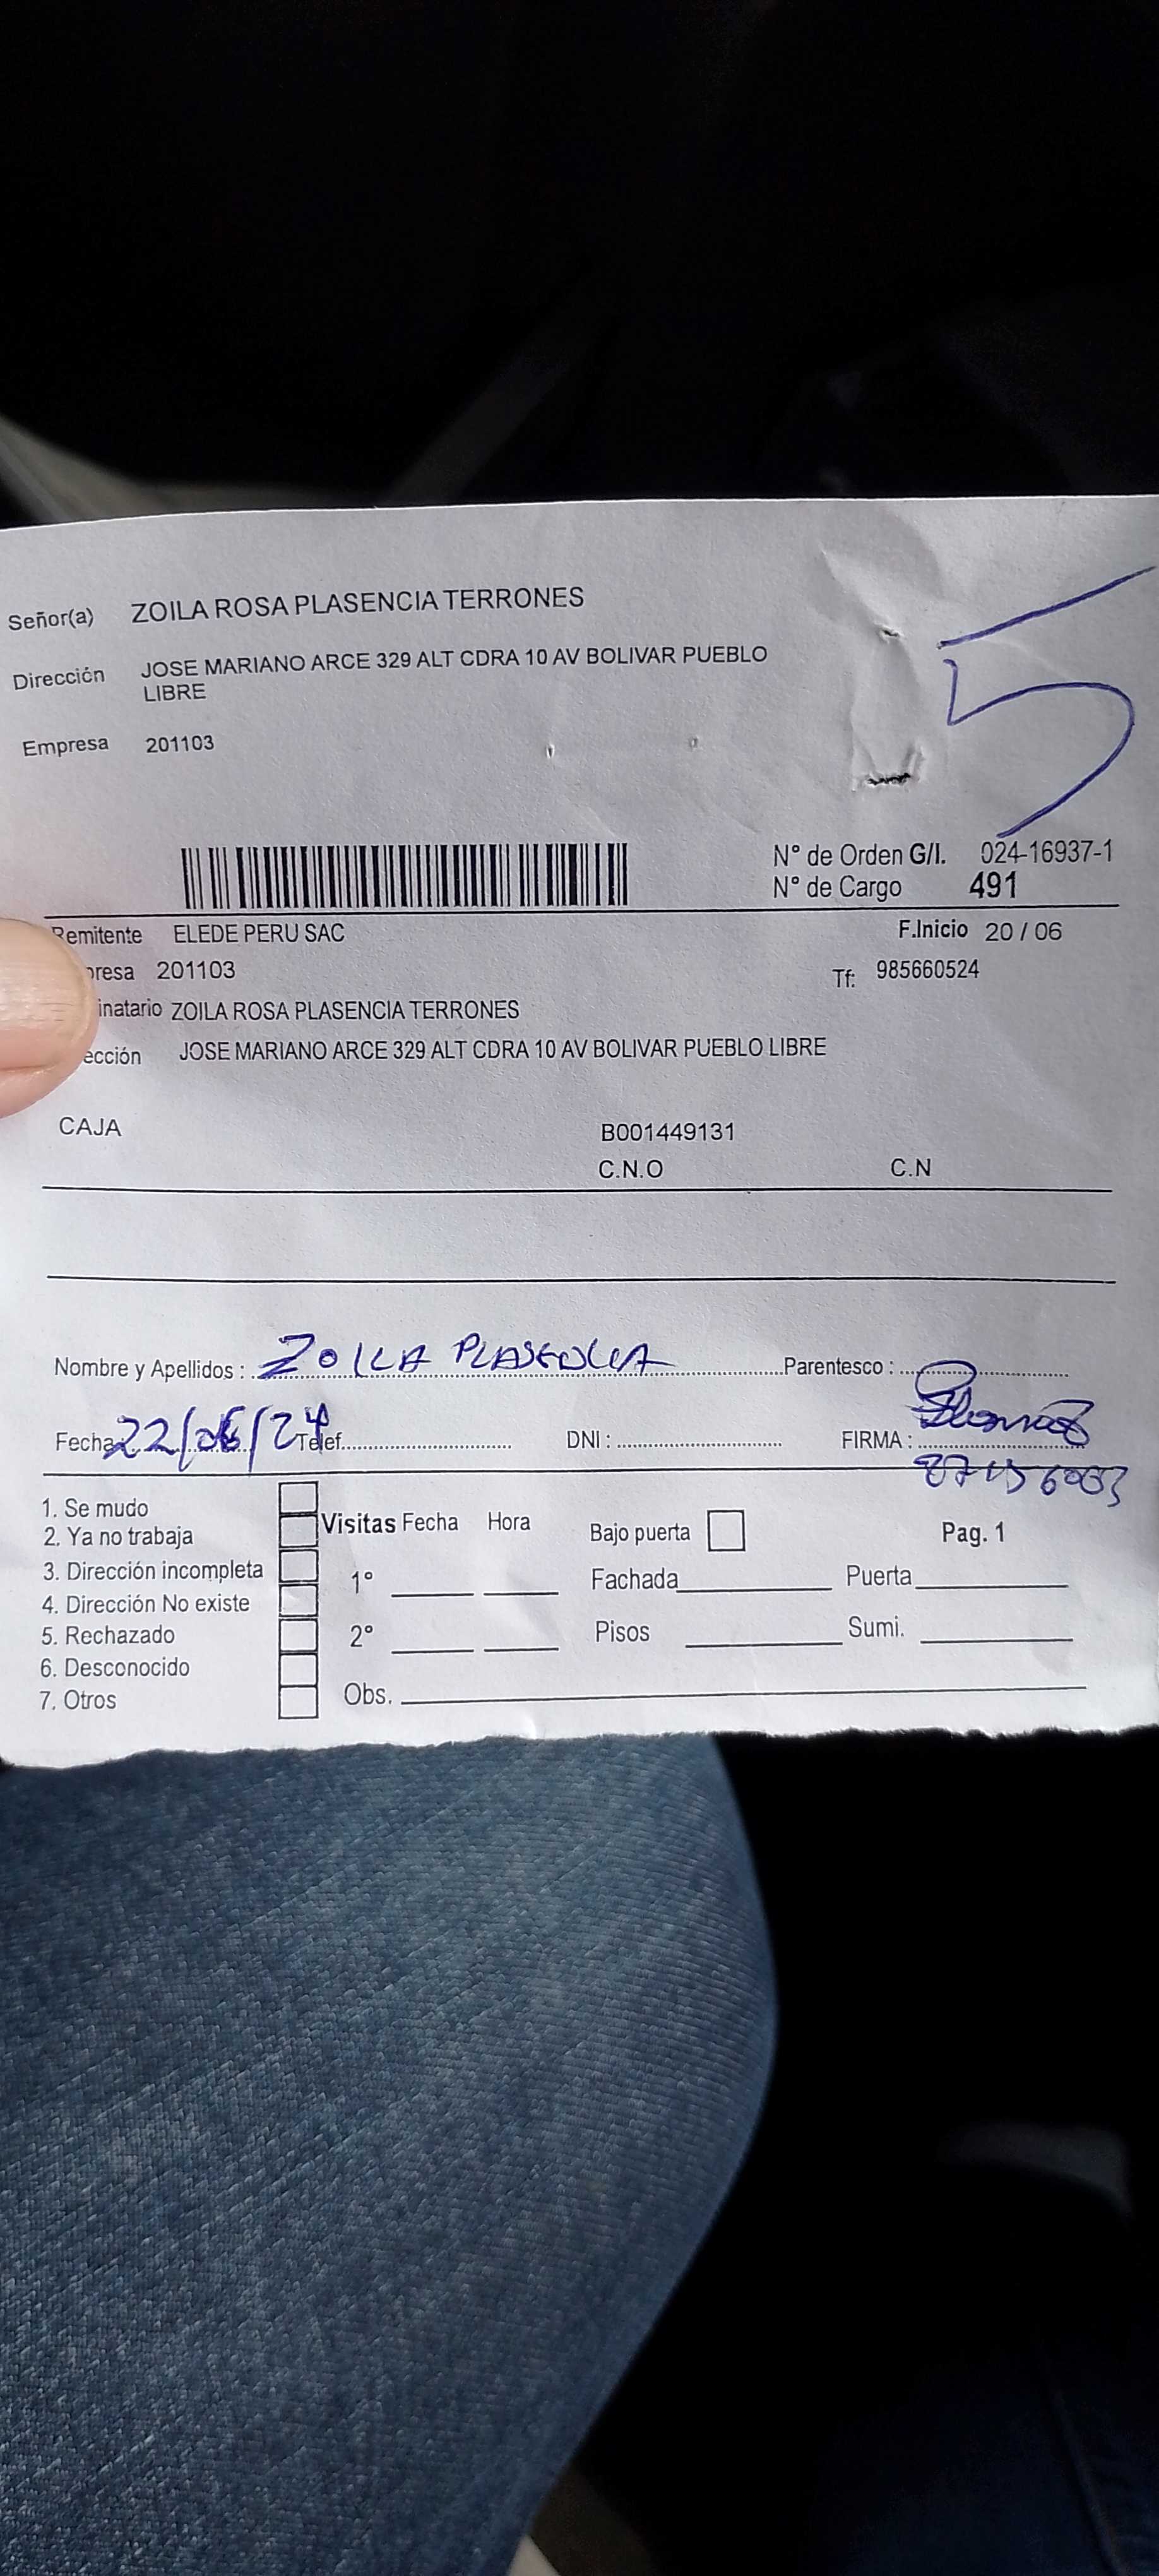 5
Señor(a) ZOILA ROSA PLASENCIA TERRONES
Dirección JOSE MARIANO ARCE 329 ALT CDRA 10 AV BOLIVAR PUEBLO
LIBRE
Empresa 201103
N° de Orden G/I. 024-16937-1
N° de Cargo 491
Remitente ELEDE PERU SAC F.Inicio 20 / 06
presa 201103 Tf: 985660524
inatario ZOILA ROSA PLASENCIA TERRONES
ección JOSE MARIANO ARCE 329 ALT CDRA 10 AV BOLIVAR PUEBLO LIBRE
CAJA B001449131
C.N.O C.N
Nombre y Apellidos : ZOILA PLASENCIA Parentesco :
Fecha 22/06/24 Telef. DNI : FIRMA :
1. Se mudo
2. Ya no trabaja
3. Dirección incompleta
4. Dirección No existe
5. Rechazado
6. Desconocido
7. Otros
Visitas Fecha Hora
1°
2°
Obs.
Bajo puerta Pag. 1
Fachada Puerta
Pisos Sumi.